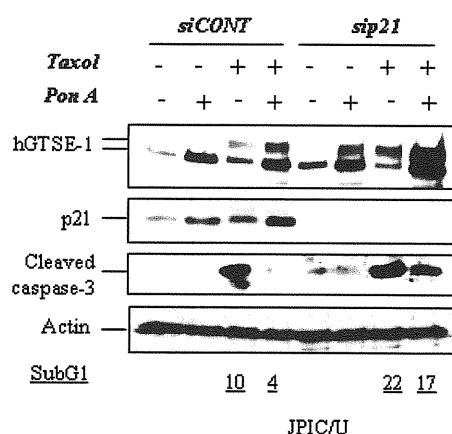 siCONT sip21
Taxol - - + + - - + +
Pon A - + - + - + - +
hGTSE-1
p21
Cleaved
caspase-3
Actin
SubG1 10 4 22 17
JPIC/U